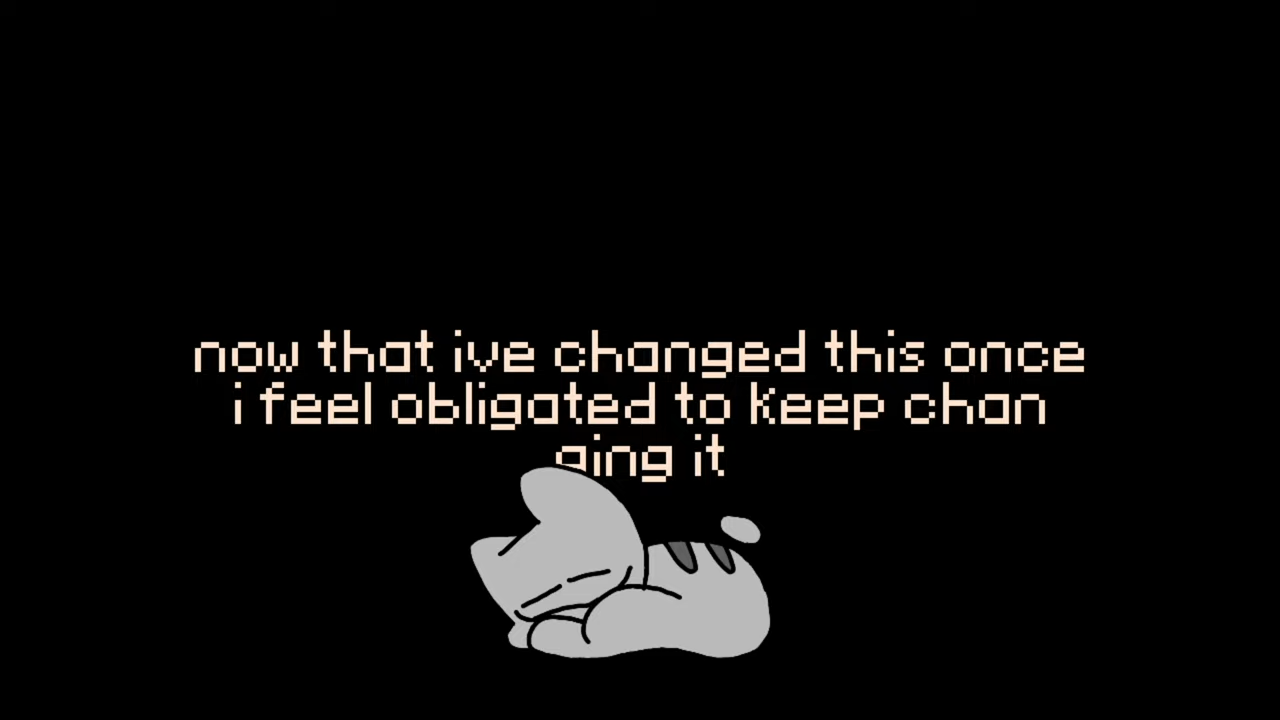 now that ive changed this once
i feel obligated to keep chan
ging it